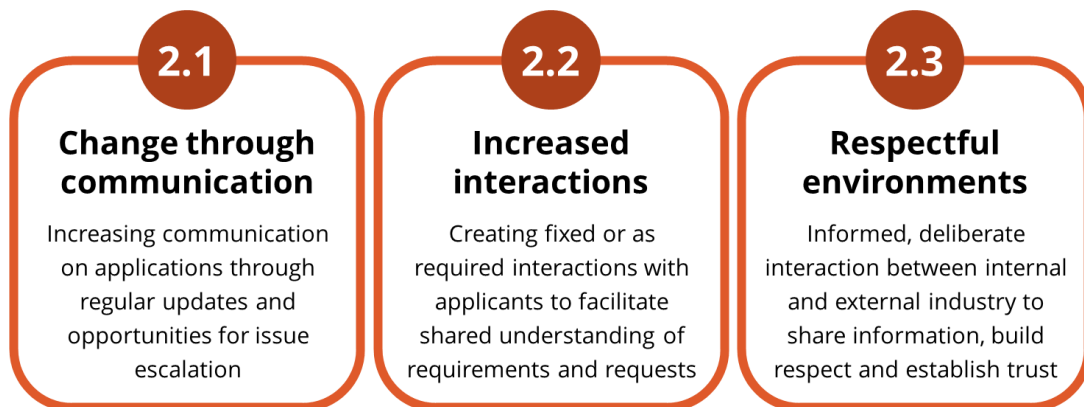 2.1
Change through
communication
Increasing communication
on applications through
regular updates and
opportunities for issue
escalation
2.2
Increased
interactions
Creating fixed or as
required interactions with
applicants to facilitate
shared understanding of
requirements and requests
2.3
Respectful
environments
Informed, deliberate
interaction between internal
and external industry to
share information, build
respect and establish trust